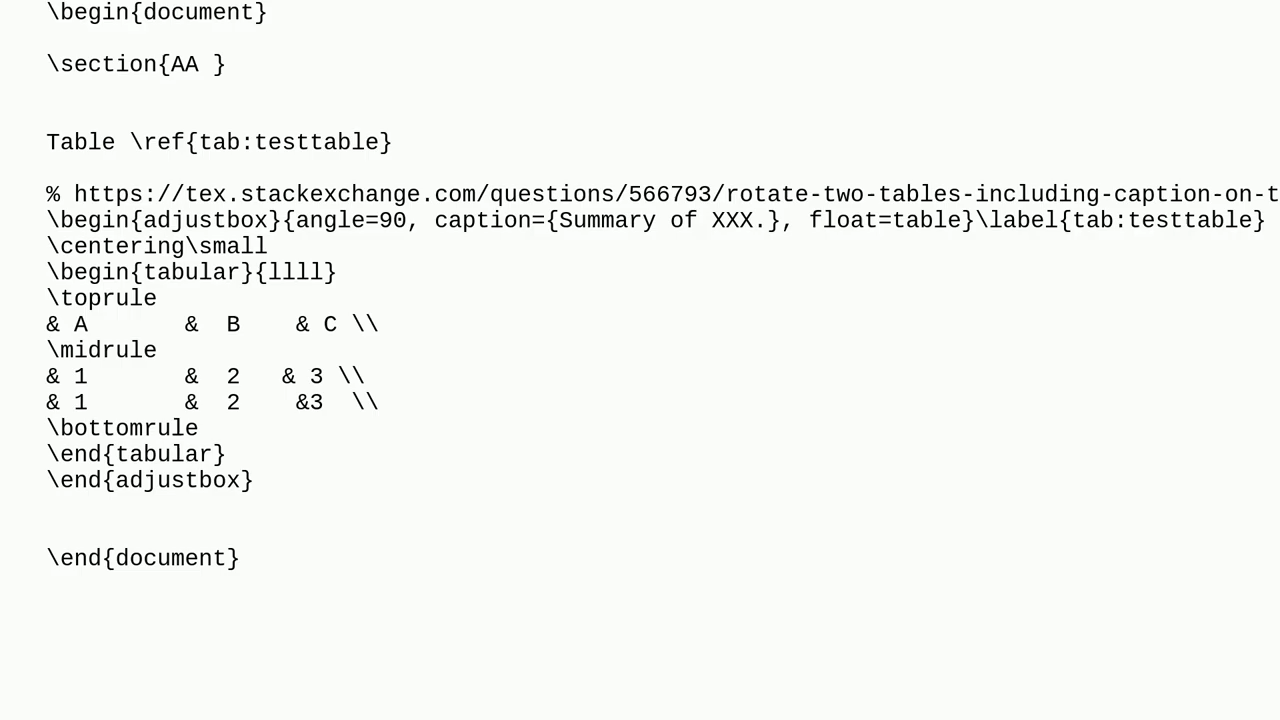 \begin{document}
\section{AA }
Table \ref{tab:testtable}
% https://tex.stackexchange.com/questions/566793/rotate-two-tables-including-caption-on-t
\begin{adjustbox}{angle=90, caption={Summary of XXX.}, float=table}\label{tab:testtable}
\centering\small
\begin{tabular}{llll}
\toprule
& A       &  B    & C \\
\midrule
& 1       &  2   & 3 \\
& 1       &  2    &3  \\
\bottomrule
\end{tabular}
\end{adjustbox}
\end{document}